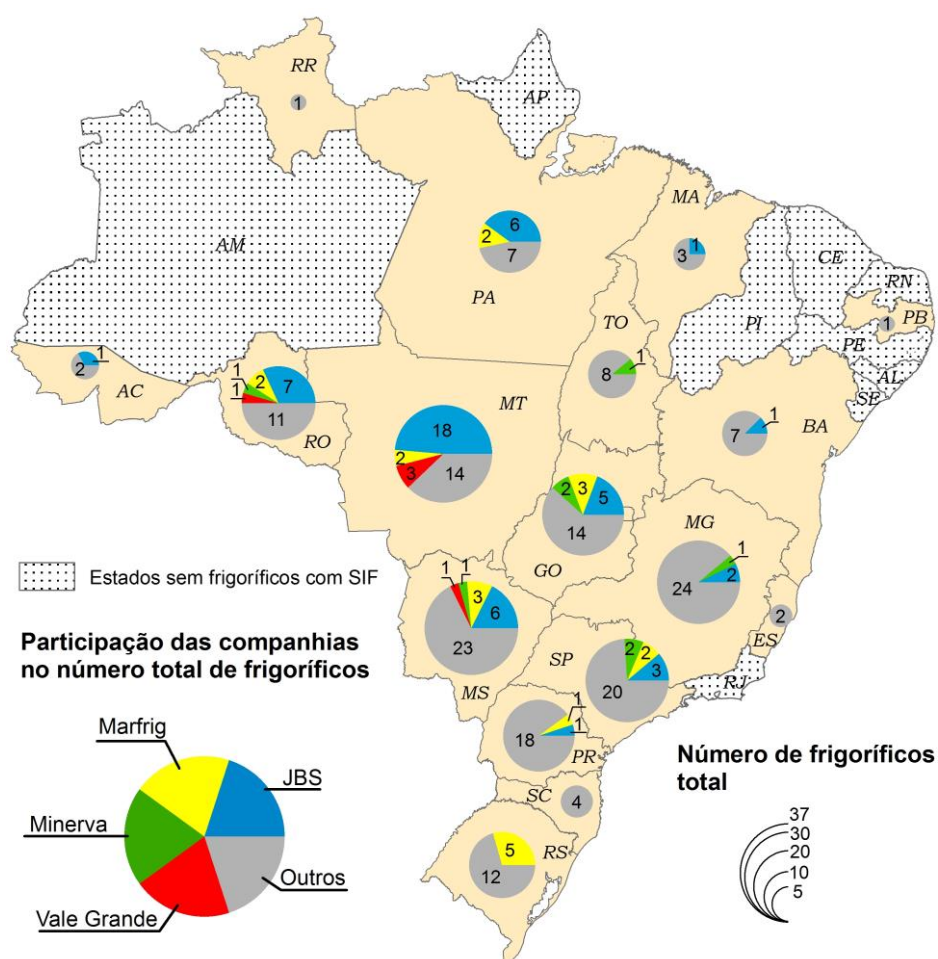 RR
1
AP
AM
PA
6
2
7
MA
1
3
CE
RN
PB
1
PI
PE
AL
SE
TO
1
8
AC
1
2
RO
1
2
7
1
11
MT
18
2
3
14
BA
1
7
GO
2
3
5
14
MG
1
2
24
ES
2
RJ
MS
1
1
3
6
23
SP
2
2
3
20
PR
1
1
18
SC
4
RS
5
12
Estados sem frigoríficos com SIF
Participação das companhias
no número total de frigoríficos
Marfrig
JBS
Minerva
Outros
Vale Grande
Número de frigoríficos
total
37
30
20
10
5